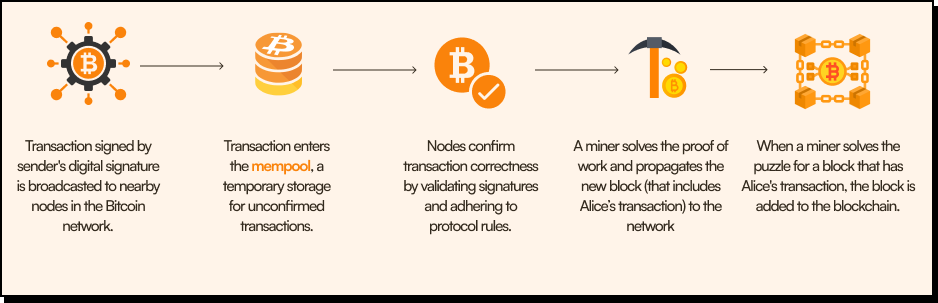 Transaction signed by
sender's digital signature
is broadcasted to nearby
nodes in the Bitcoin
network.
Transaction enters
the mempool, a
temporary storage
for unconfirmed
transactions.
Nodes confirm
transaction correctness
by validating signatures
and adhering to
protocol rules.
A miner solves the proof of
work and propagates the
new block (that includes
Alice's transaction) to the
network
When a miner solves the
puzzle for a block that has
Alice's transaction, the block is
added to the blockchain.